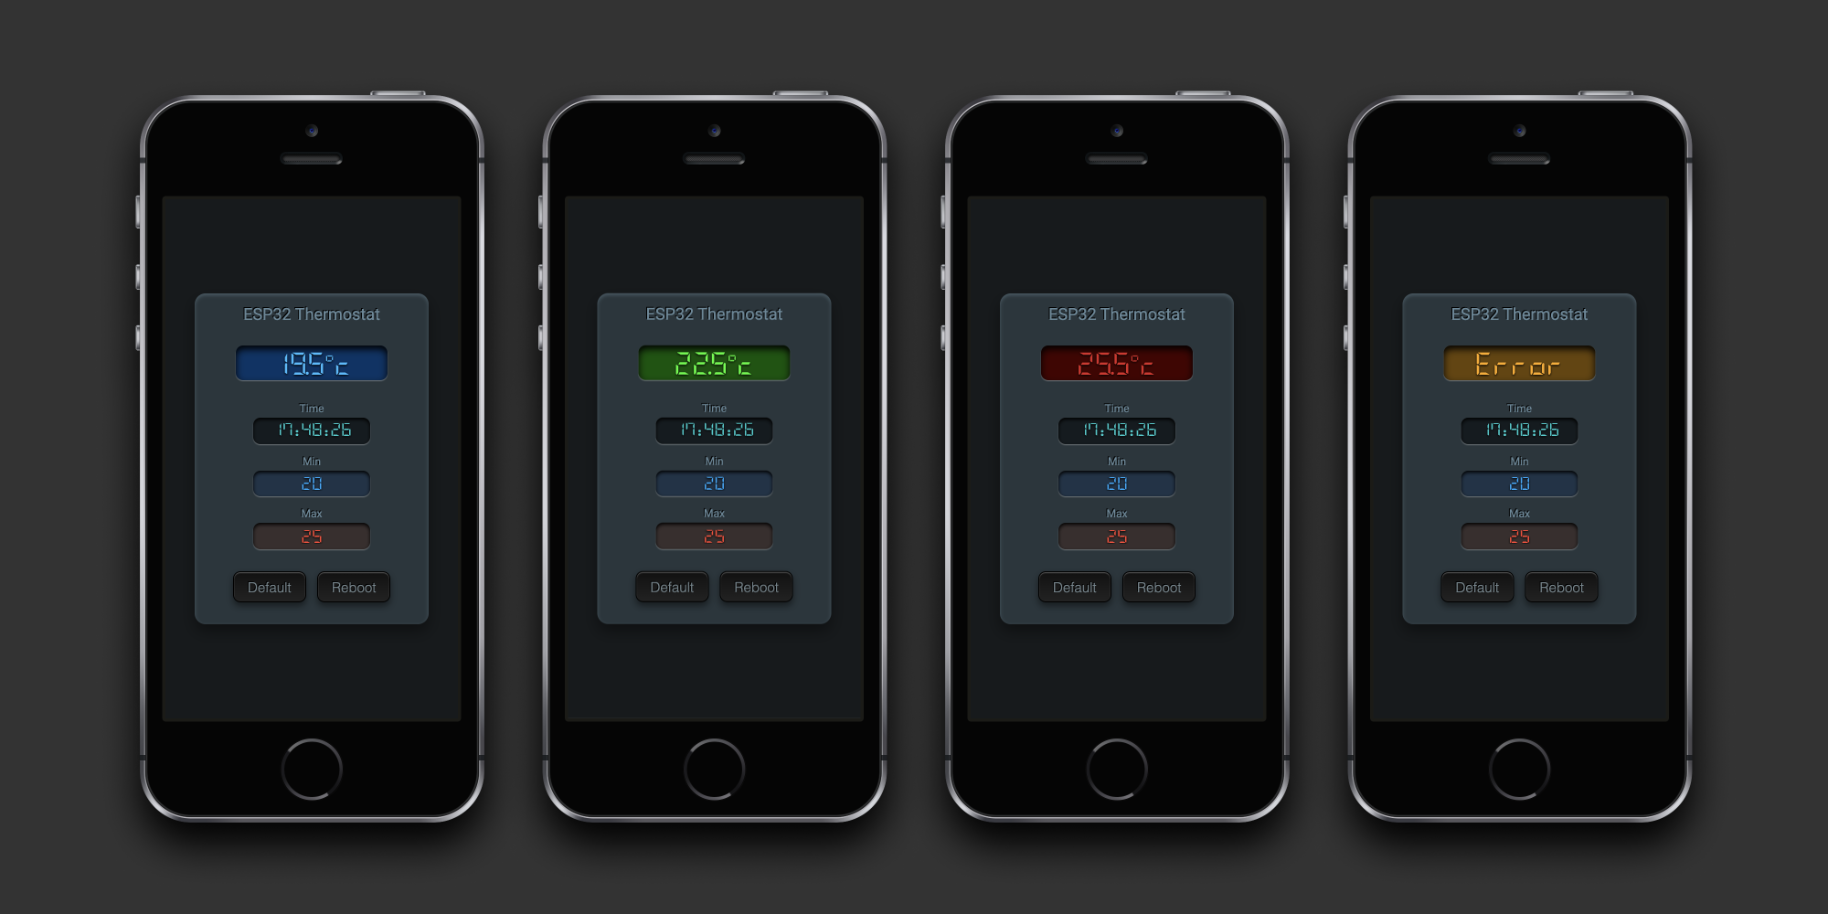 ESP32 Thermostat
19.5°c
Time
17:48:26
Min
20
Max
25
Default Reboot
ESP32 Thermostat
22.5°c
Time
17:48:26
Min
20
Max
25
Default Reboot
ESP32 Thermostat
25.5°c
Time
17:48:26
Min
20
Max
25
Default Reboot
ESP32 Thermostat
Error
Time
17:48:26
Min
20
Max
25
Default Reboot